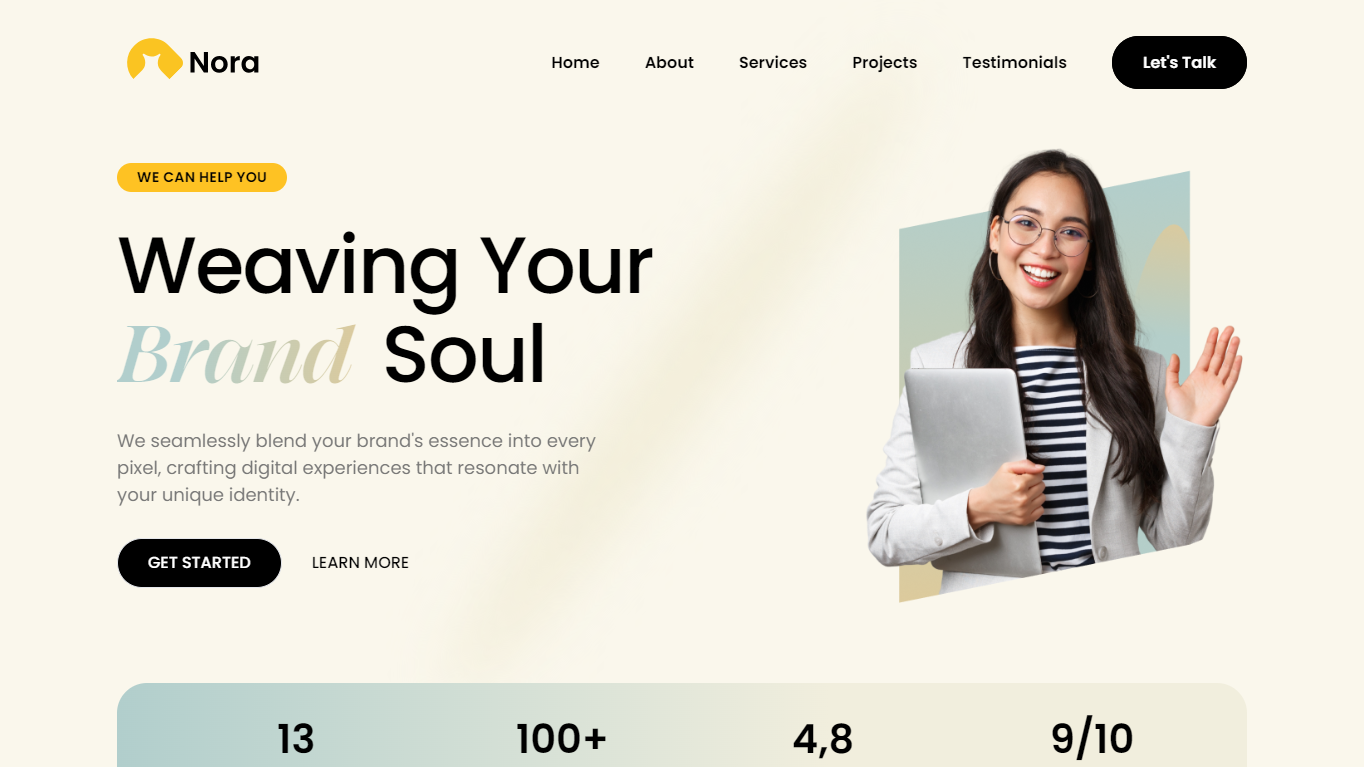 Nora
Home About Services Projects Testimonials Let's Talk
WE CAN HELP YOU
Weaving Your
Brand Soul
We seamlessly blend your brand's essence into every
pixel, crafting digital experiences that resonate with
your unique identity.
GET STARTED LEARN MORE
13 100+ 4,8 9/10